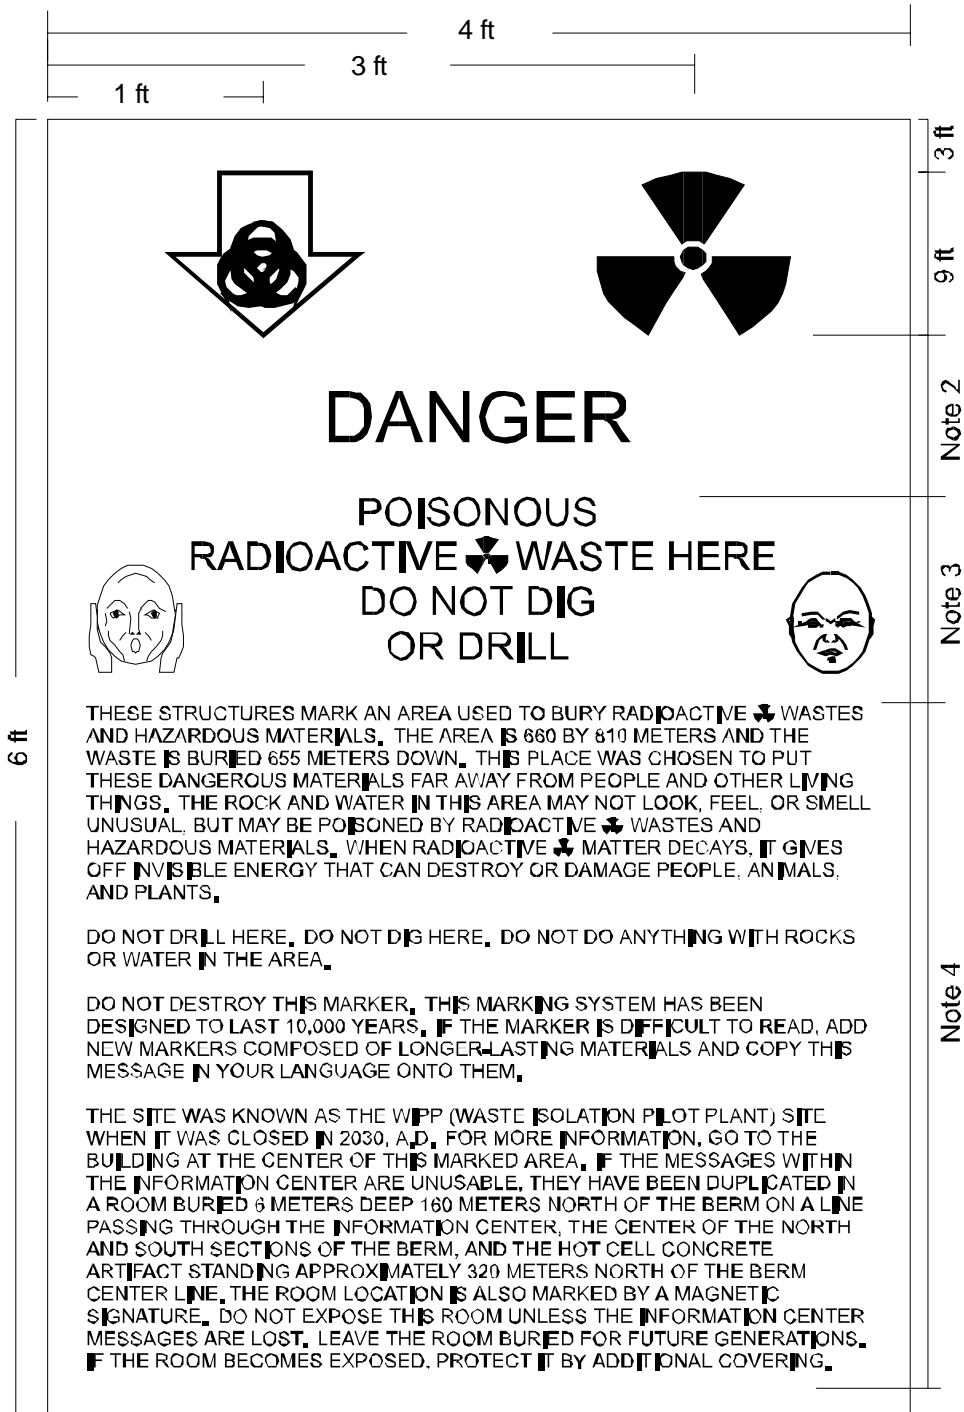 4 ft
3 ft
1 ft
.3 ft
.9 ft
Note 2
Note 3
Note 4
6 ft
DANGER
POISONOUS
RADIOACTIVE WASTE HERE
DO NOT DIG
OR DRILL
THESE STRUCTURES MARK AN AREA USED TO BURY RADIOACTIVE WASTES
AND HAZARDOUS MATERIALS. THE AREA IS 660 BY 810 METERS AND THE
WASTE IS BURIED 655 METERS DOWN. THIS PLACE WAS CHOSEN TO PUT
THESE DANGEROUS MATERIALS FAR AWAY FROM PEOPLE AND OTHER LIVING
THINGS. THE ROCK AND WATER IN THIS AREA MAY NOT LOOK, FEEL, OR SMELL
UNUSUAL, BUT MAY BE POISONED BY RADIOACTIVE WASTES AND
HAZARDOUS MATERIALS. WHEN RADIOACTIVE MATTER DECAYS, IT GIVES
OFF INVISIBLE ENERGY THAT CAN DESTROY OR DAMAGE PEOPLE, ANIMALS,
AND PLANTS.
DO NOT DRILL HERE. DO NOT DIG HERE. DO NOT DO ANYTHING WITH ROCKS
OR WATER IN THE AREA.
DO NOT DESTROY THIS MARKER. THIS MARKING SYSTEM HAS BEEN
DESIGNED TO LAST 10,000 YEARS. IF THE MARKER IS DIFFICULT TO READ, ADD
NEW MARKERS COMPOSED OF LONGER-LASTING MATERIALS AND COPY THIS
MESSAGE IN YOUR LANGUAGE ONTO THEM.
THE SITE WAS KNOWN AS THE WIPP (WASTE ISOLATION PILOT PLANT) SITE
WHEN IT WAS CLOSED IN 2030, A.D. FOR MORE INFORMATION, GO TO THE
BUILDING AT THE CENTER OF THIS MARKED AREA. IF THE MESSAGES WITHIN
THE INFORMATION CENTER ARE UNUSABLE, THEY HAVE BEEN DUPLICATED IN
A ROOM BURIED 6 METERS DEEP 160 METERS NORTH OF THE BERM ON A LINE
PASSING THROUGH THE INFORMATION CENTER, THE CENTER OF THE NORTH
AND SOUTH SECTIONS OF THE BERM, AND THE HOT CELL CONCRETE
ARTIFACT STANDING APPROXIMATELY 320 METERS NORTH OF THE BERM
CENTER LINE. THE ROOM LOCATION IS ALSO MARKED BY A MAGNETIC
SIGNATURE. DO NOT EXPOSE THIS ROOM UNLESS THE INFORMATION CENTER
MESSAGES ARE LOST. LEAVE THE ROOM BURIED FOR FUTURE GENERATIONS.
IF THE ROOM BECOMES EXPOSED, PROTECT IT BY ADDITIONAL COVERING.